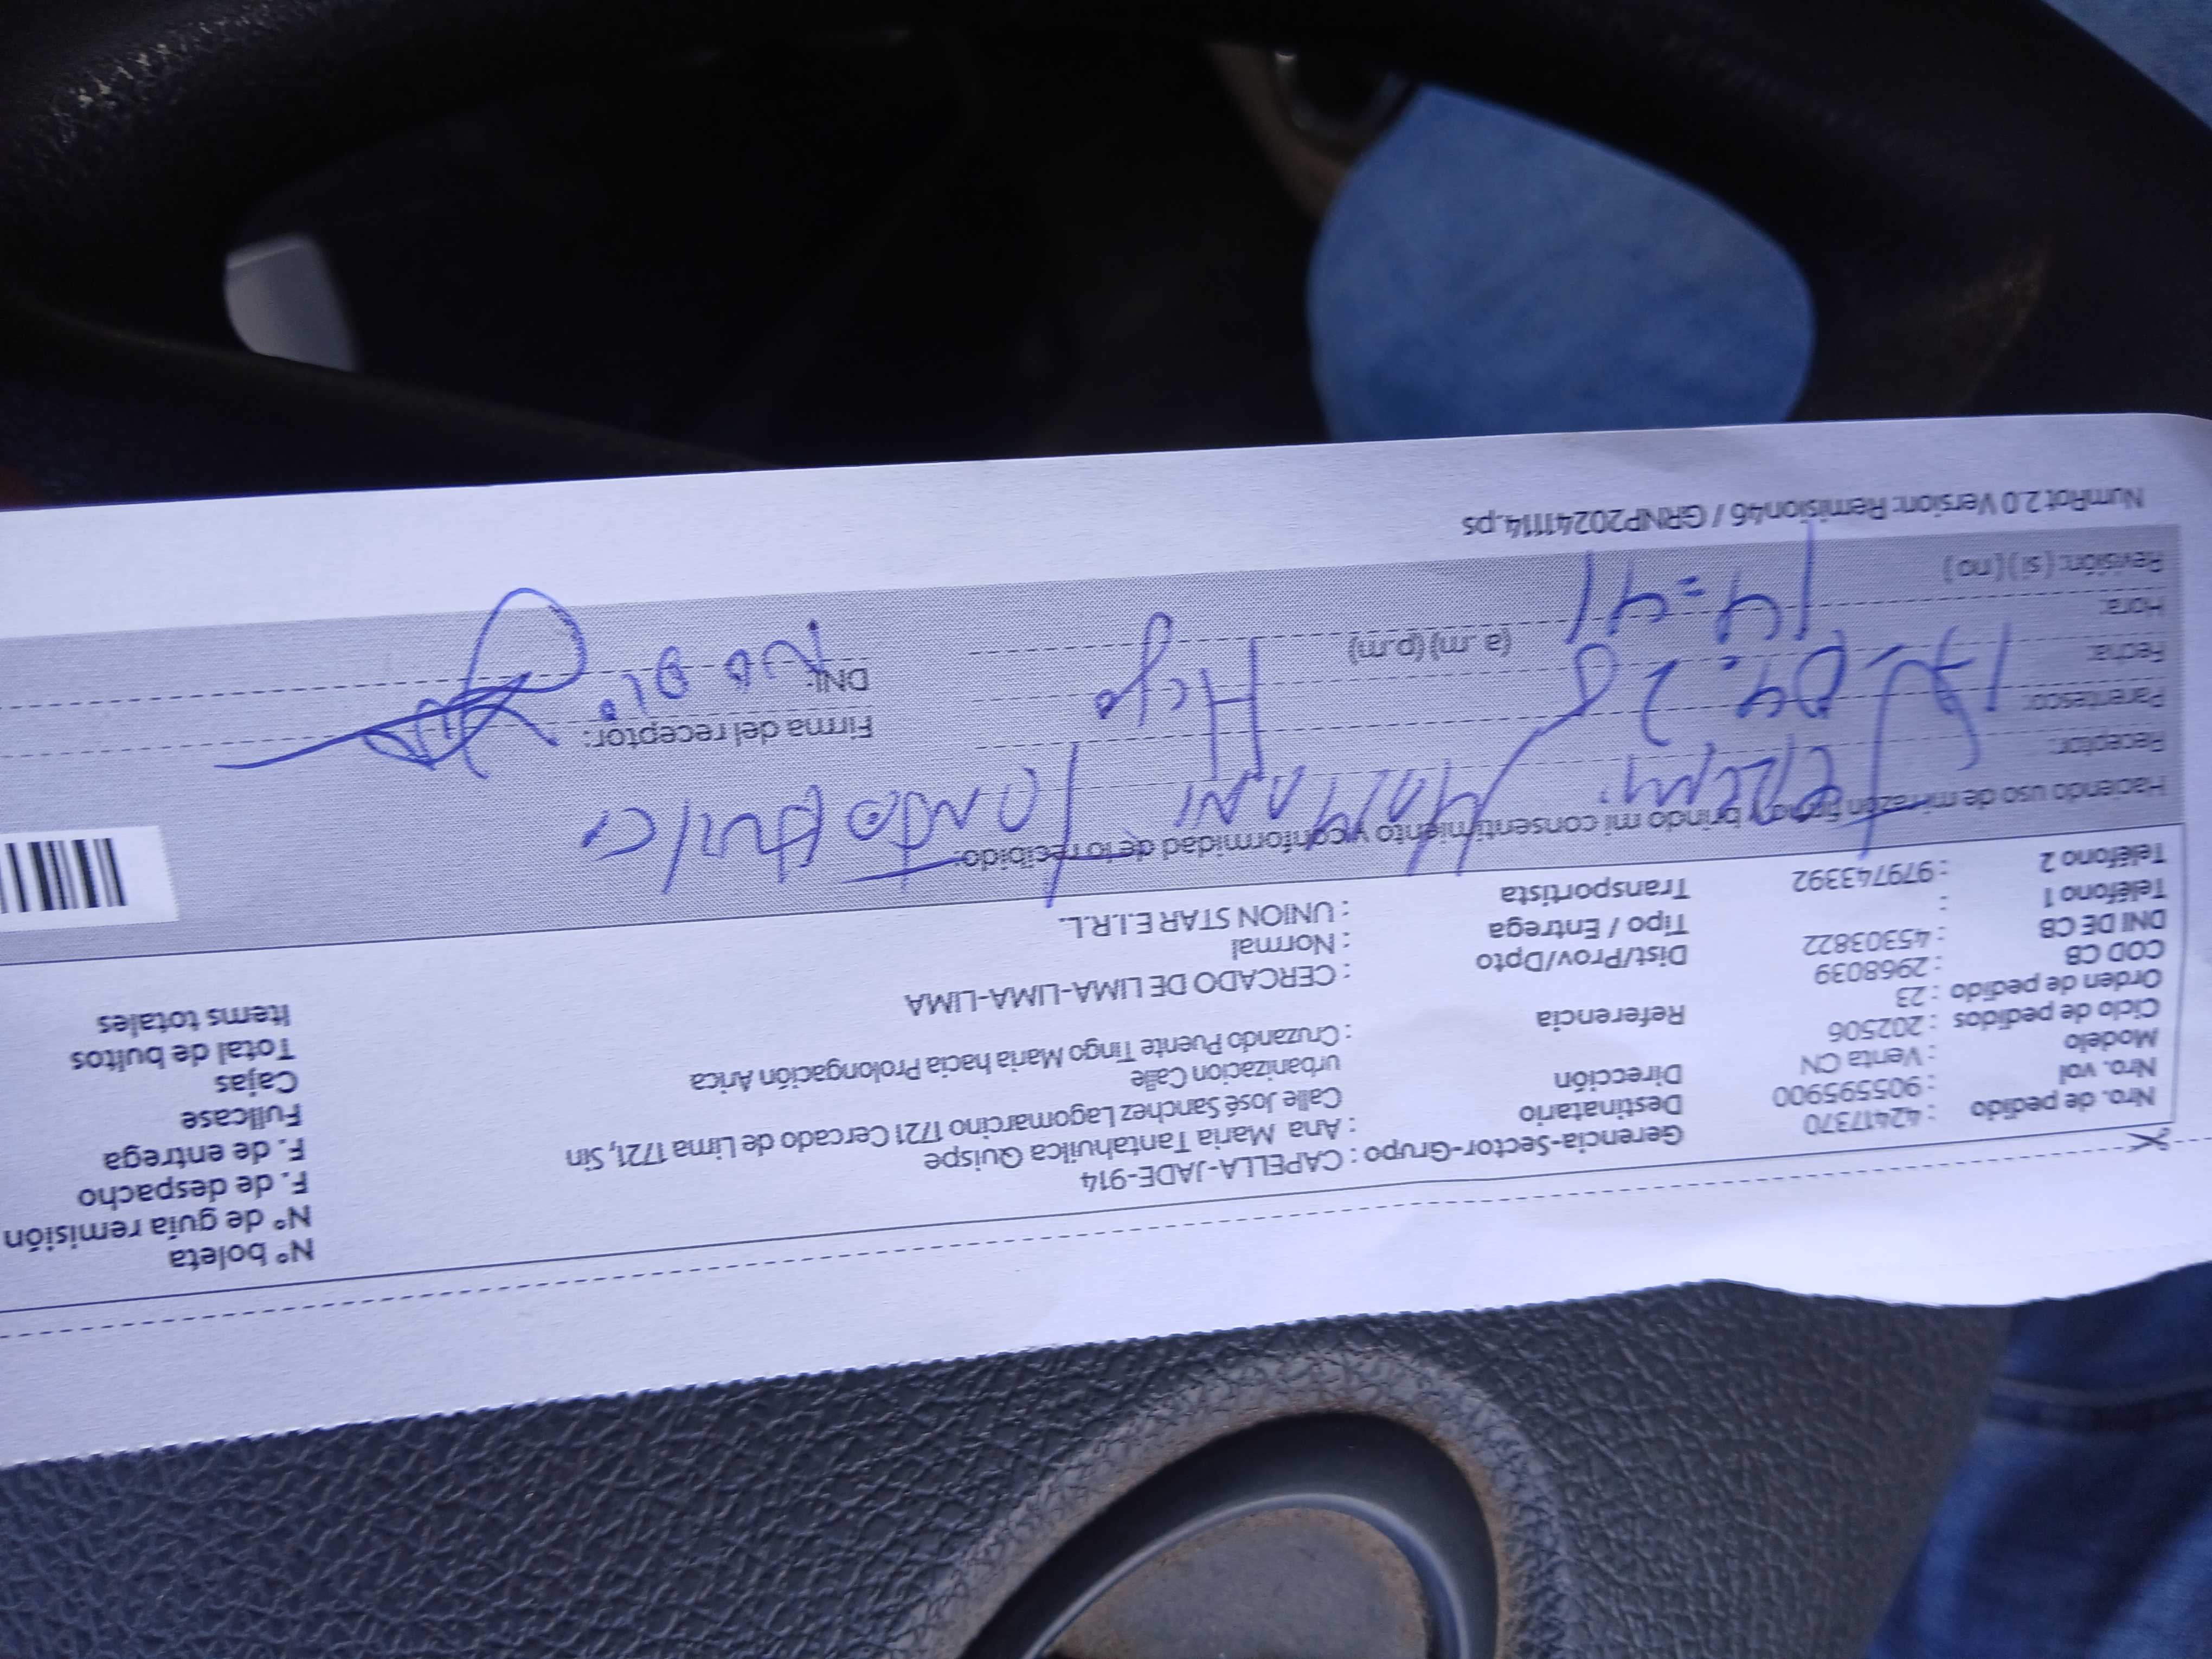 Nº boleta
Nº de guía remisión
F. de despacho
F. de entrega
Fullcase
Cajas
Total de bultos
Items totales
Gerencia-Sector-Grupo : CAPELLA-JADE-914
Destinatario : Ana Maria Tantahuilca Quispe
Dirección Calle José Sanchez Lagomarcino 1721 Cercado de Lima 1721, Sin
urbanizacion Calle
Referencia : Cruzando Puente Tingo Maria hacia Prolongación Arica
Dist/Prov/Dpto : CERCADO DE LIMA-LIMA-LIMA
Tipo / Entrega : Normal
Transportista : UNION STAR E.I.R.L.
Nro. de pedido : 42417370
Nro. vol : 905595900
Modelo : Venta CN
Ciclo de pedidos : 202506
Orden de pedido : 23
COD CB : 2968039
DNI DE CB : 45303822
Teléfono 1 :
Teléfono 2 : 979743392
Haciendo uso de mi razón firmo y brindo mi consentimiento y conformidad de lo recibido:
Receptor: MAMANI
Parentesco:
Fecha:
Hora: 14=41 (a .m) (p.m)
Revisión: (si) (no)
Firma del receptor:
DNI:
NumRot 2.0 Version: Remision46 / GRNP20241114.ps